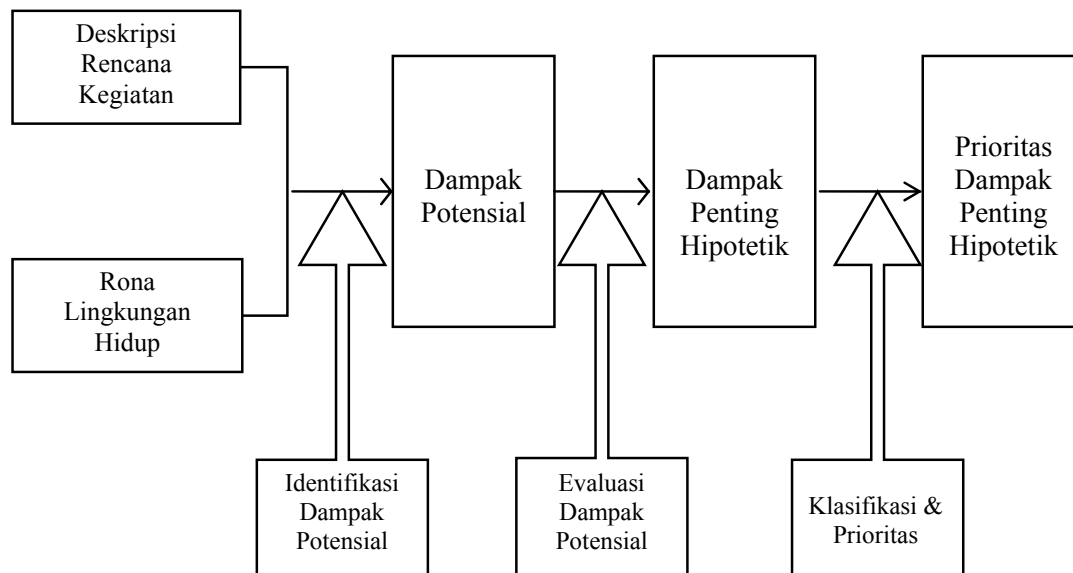 Deskripsi
Rencana
Kegiatan
Rona
Lingkungan
Hidup
Dampak
Potensial
Dampak
Penting
Hipotetik
Prioritas
Dampak
Penting
Hipotetik
Identifikasi
Dampak
Potensial
Evaluasi
Dampak
Potensial
Klasifikasi &
Prioritas